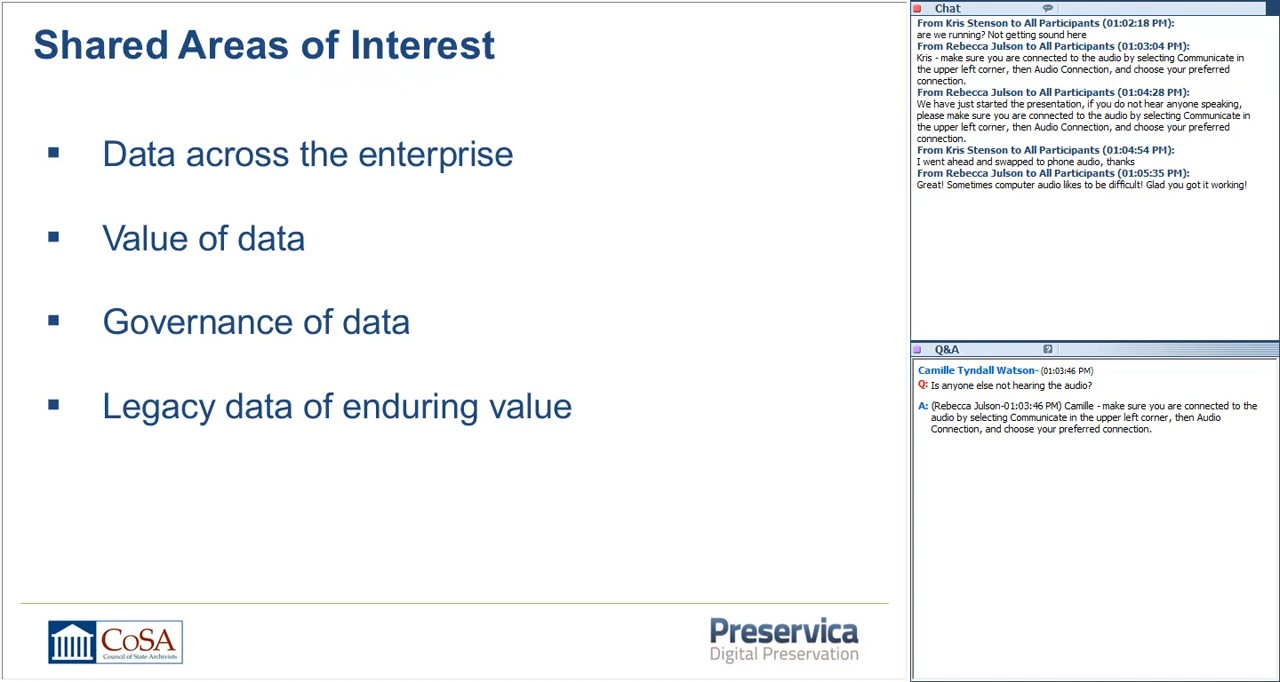 Shared Areas of Interest
▪ Data across the enterprise
▪ Value of data
▪ Governance of data
▪ Legacy data of enduring value
CoSA
Council of State Archivists
Preservica
Digital Preservation
Chat
From Kris Stenson to All Participants (01:02:18 PM):
are we running? Not getting sound here
From Rebecca Julson to All Participants (01:03:04 PM):
Kris - make sure you are connected to the audio by selecting Communicate in
the upper left corner, then Audio Connection, and choose your preferred
connection.
From Rebecca Julson to All Participants (01:04:28 PM):
We have just started the presentation, if you do not hear anyone speaking,
please make sure you are connected to the audio by selecting Communicate in
the upper left corner, then Audio Connection, and choose your preferred
connection.
From Kris Stenson to All Participants (01:04:54 PM):
I went ahead and swapped to phone audio, thanks
From Rebecca Julson to All Participants (01:05:35 PM):
Great! Sometimes computer audio likes to be difficult! Glad you got it working!
Q&A
Camille Tyndall Watson- (01:03:46 PM)
Q: Is anyone else not hearing the audio?
A: (Rebecca Julson-01:03:46 PM) Camille - make sure you are connected to the
audio by selecting Communicate in the upper left corner, then Audio
Connection, and choose your preferred connection.